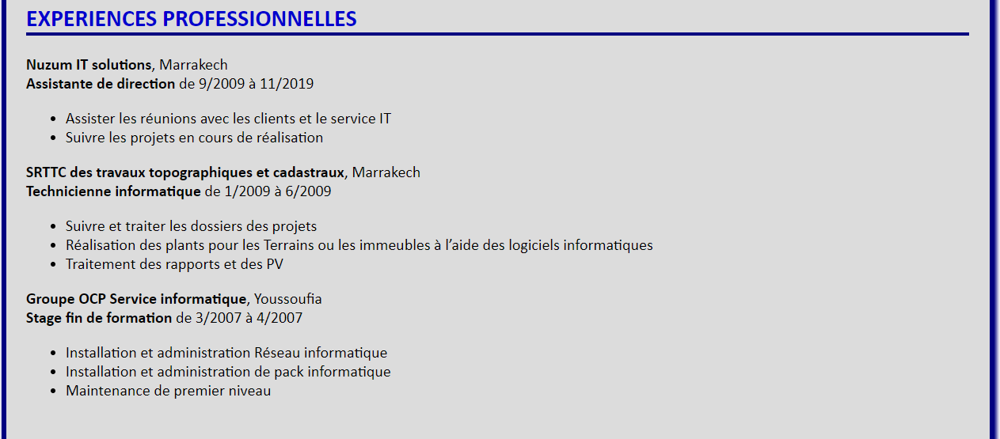 EXPERIENCES PROFESSIONNELLES
Nuzum IT solutions, Marrakech
Assistante de direction de 9/2009 à 11/2019
• Assister les réunions avec les clients et le service IT
• Suivre les projets en cours de réalisation
SRTTC des travaux topographiques et cadastraux, Marrakech
Technicienne informatique de 1/2009 à 6/2009
• Suivre et traiter les dossiers des projets
• Réalisation des plants pour les Terrains ou les immeubles à l’aide des logiciels informatiques
• Traitement des rapports et des PV
Groupe OCP Service informatique, Youssoufia
Stage fin de formation de 3/2007 à 4/2007
• Installation et administration Réseau informatique
• Installation et administration de pack informatique
• Maintenance de premier niveau